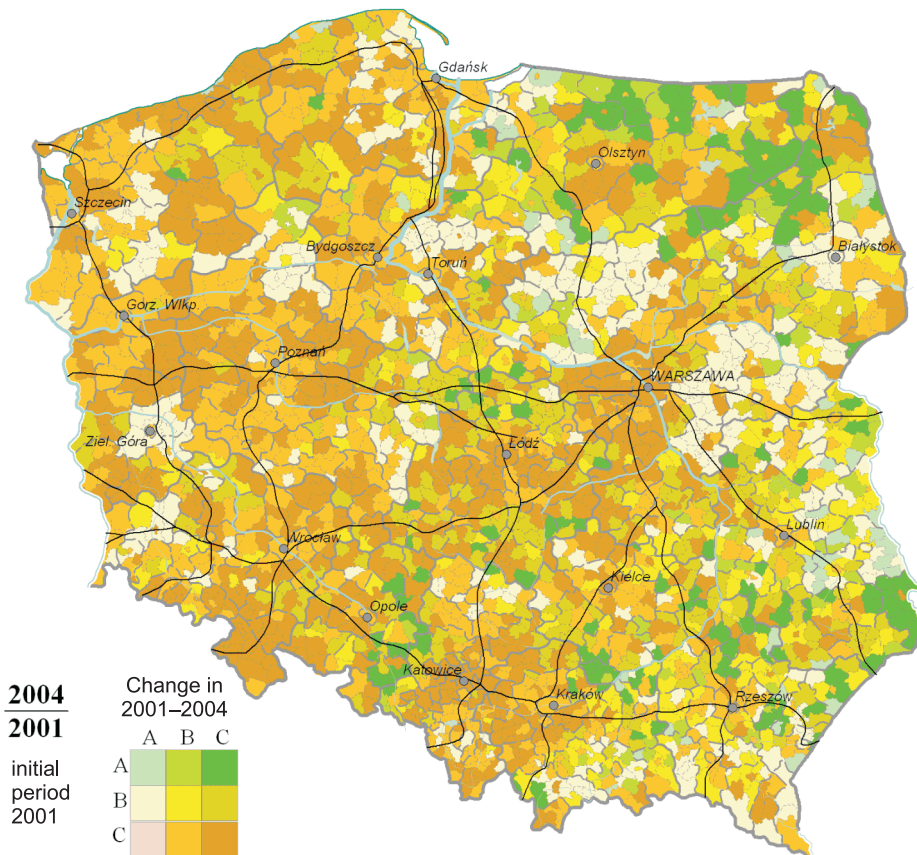 Gdańsk
Olsztyn
Szczecin
Bydgoszcz
Białystok
Toruń
Górz. Wlkp.
Poznań
WARSZAWA
Ziel. Góra
Łódź
Wrocław
Lublin
Kielce
Opole
Katowice
Kraków
Rzeszów
2004
2001
initial
period
2001
Change in
2001–2004
A B C
A
B
C